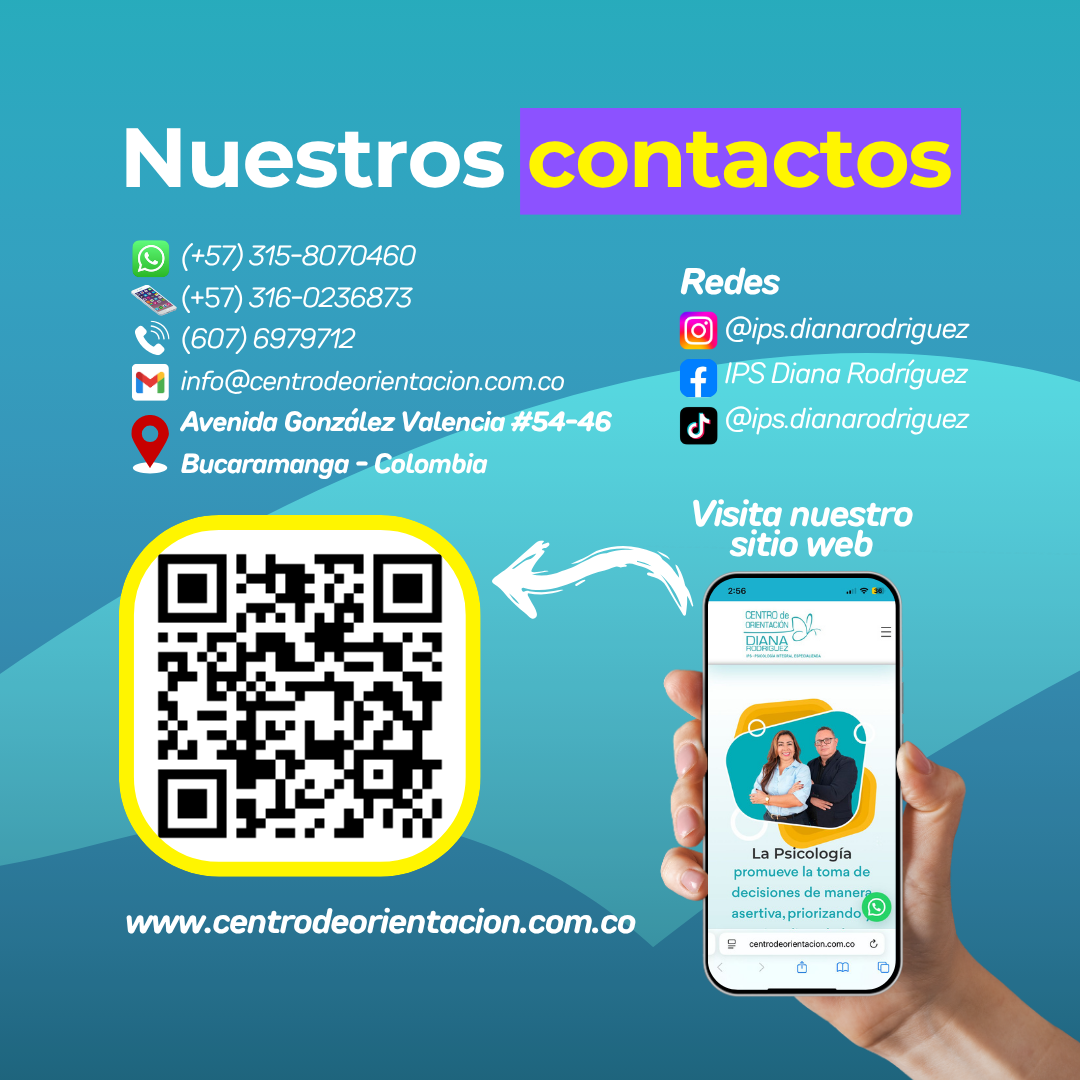 Nuestros contactos
(+57) 315-8070460
(+57) 316-0236873
(607) 6979712
info@centrodeorientacion.com.co
Avenida González Valencia #54-46
Bucaramanga - Colombia
Redes
@ips.dianarodriguez
IPS Diana Rodríguez
@ips.dianarodriguez
Visita nuestro
sitio web
2:56
36
CENTRO de
ORIENTACIÓN
DIANA
RODRIGUEZ
IPS - PSICOLOGÍA INTEGRAL ESPECIALIZADA
La Psicología
promueve la toma de
decisiones de manera
asertiva, priorizando
centrodeorientacion.com.co
www.centrodeorientacion.com.co